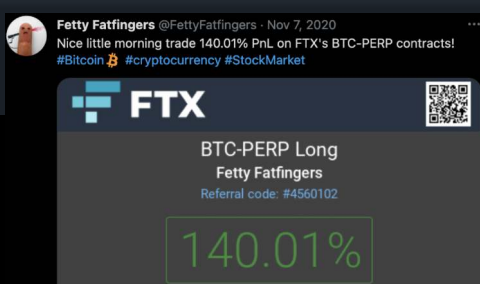 Fetty Fatfingers @FettyFatfingers · Nov 7, 2020
Nice little morning trade 140.01% PnL on FTX's BTC-PERP contracts!
#Bitcoin #cryptocurrency #StockMarket
FTX
BTC-PERP Long
Fetty Fatfingers
Referral code: #4560102
140.01%